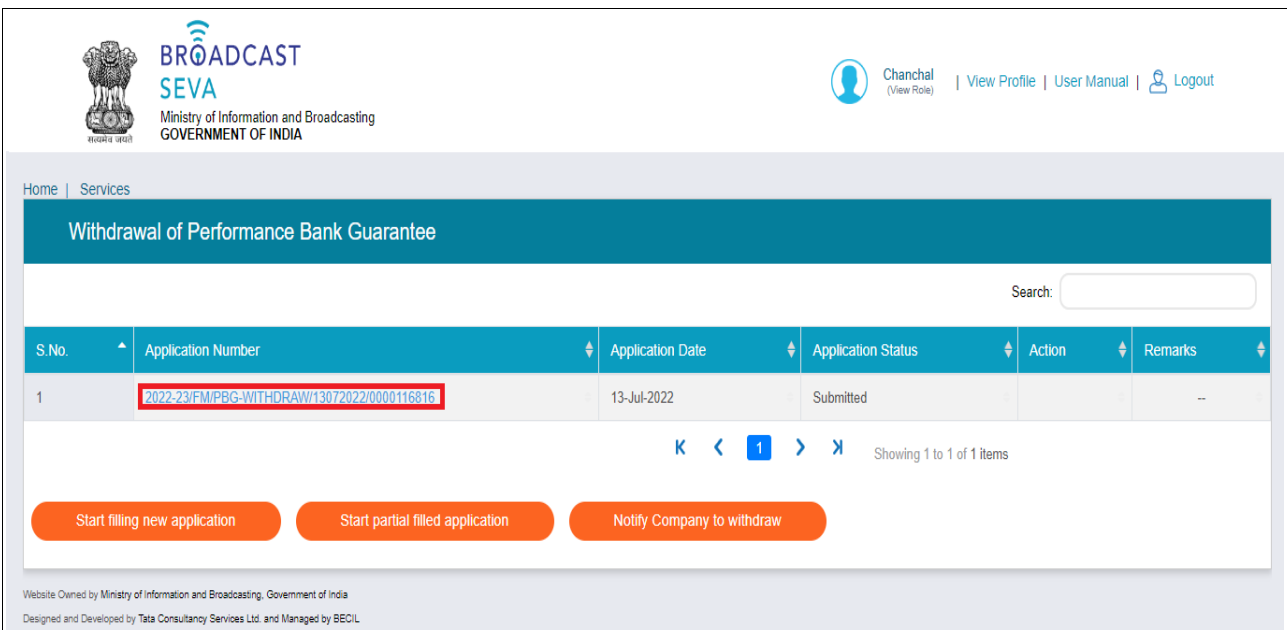 BROADCAST
SEVA
Ministry of Information and Broadcasting
GOVERNMENT OF INDIA
सत्यमेव जयते
Chanchal
(View Role)
| View Profile | User Manual | Logout
Home | Services
Withdrawal of Performance Bank Guarantee
Search:
S.No. Application Number Application Date Application Status Action Remarks
1 2022-23/FM/PBG-WITHDRAW/13072022/0000116816 13-Jul-2022 Submitted --
1 Showing 1 to 1 of 1 items
Start filling new application Start partial filled application Notify Company to withdraw
Website Owned by Ministry of Information and Broadcasting, Government of India
Designed and Developed by Tata Consultancy Services Ltd. and Managed by BECIL